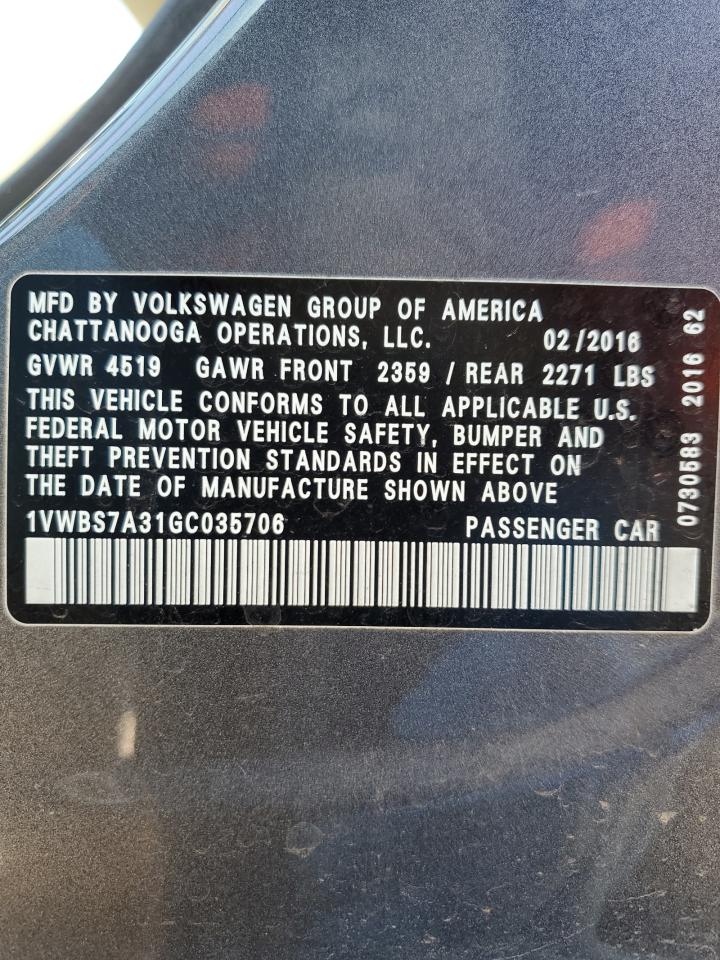 MFD BY VOLKSWAGEN GROUP OF AMERICA
CHATTANOOGA OPERATIONS, LLC. 02/2016
GVWR 4519 GAWR FRONT 2359 / REAR 2271 LBS
THIS VEHICLE CONFORMS TO ALL APPLICABLE U.S.
FEDERAL MOTOR VEHICLE SAFETY, BUMPER AND
THEFT PREVENTION STANDARDS IN EFFECT ON
THE DATE OF MANUFACTURE SHOWN ABOVE
1VWBS7A31GC035706 PASSENGER CAR
0730583 2016 62